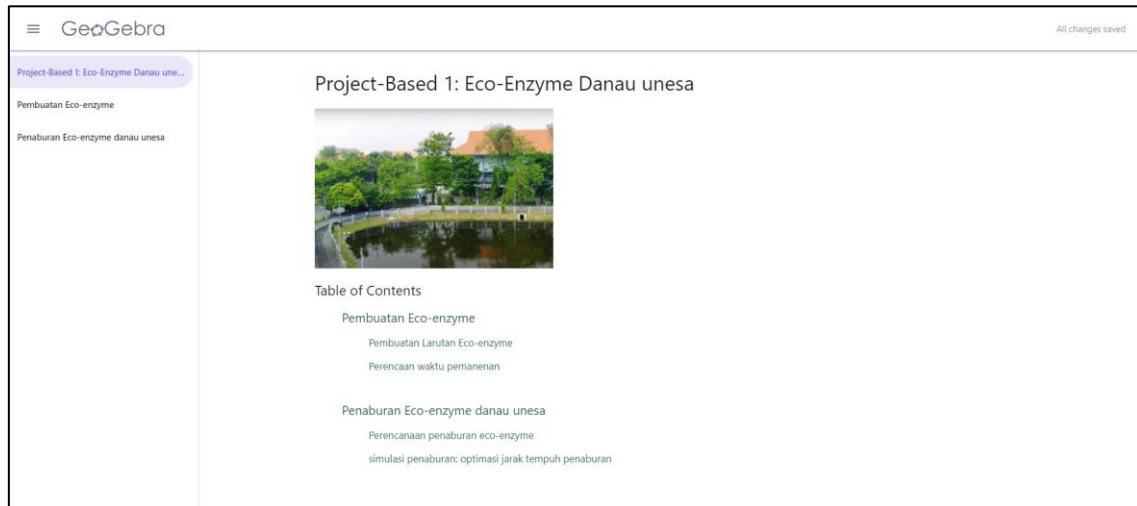 GeoGebra
All changes saved
Project-Based 1: Eco-Enzyme Danau une...
Pembuatan Eco-enzyme
Penaburan Eco-enzyme danau unesa
Project-Based 1: Eco-Enzyme Danau unesa
Table of Contents
Pembuatan Eco-enzyme
Pembuatan Larutan Eco-enzyme
Perencaan waktu pemanenan
Penaburan Eco-enzyme danau unesa
Perencanaan penaburan eco-enzyme
simulasi penaburan: optimasi jarak tempuh penaburan